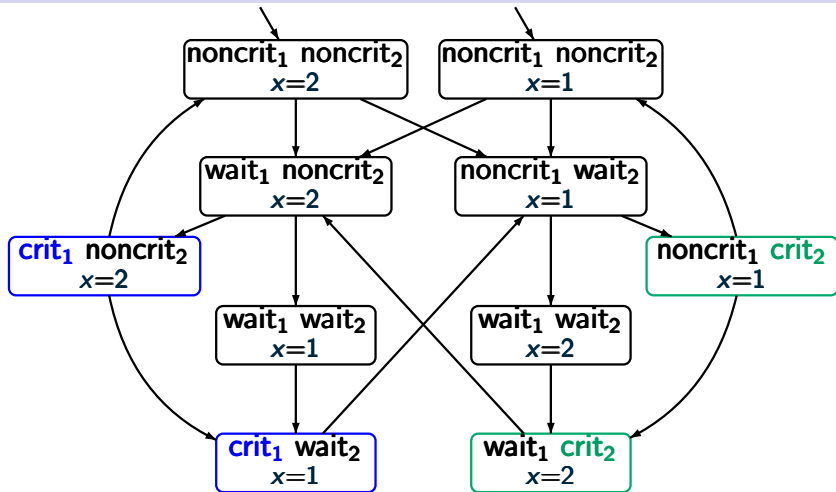 noncrit₁ noncrit₂
x=2
noncrit₁ noncrit₂
x=1
wait₁ noncrit₂
x=2
noncrit₁ wait₂
x=1
crit₁ noncrit₂
x=2
noncrit₁ crit₂
x=1
wait₁ wait₂
x=1
wait₁ wait₂
x=2
crit₁ wait₂
x=1
wait₁ crit₂
x=2